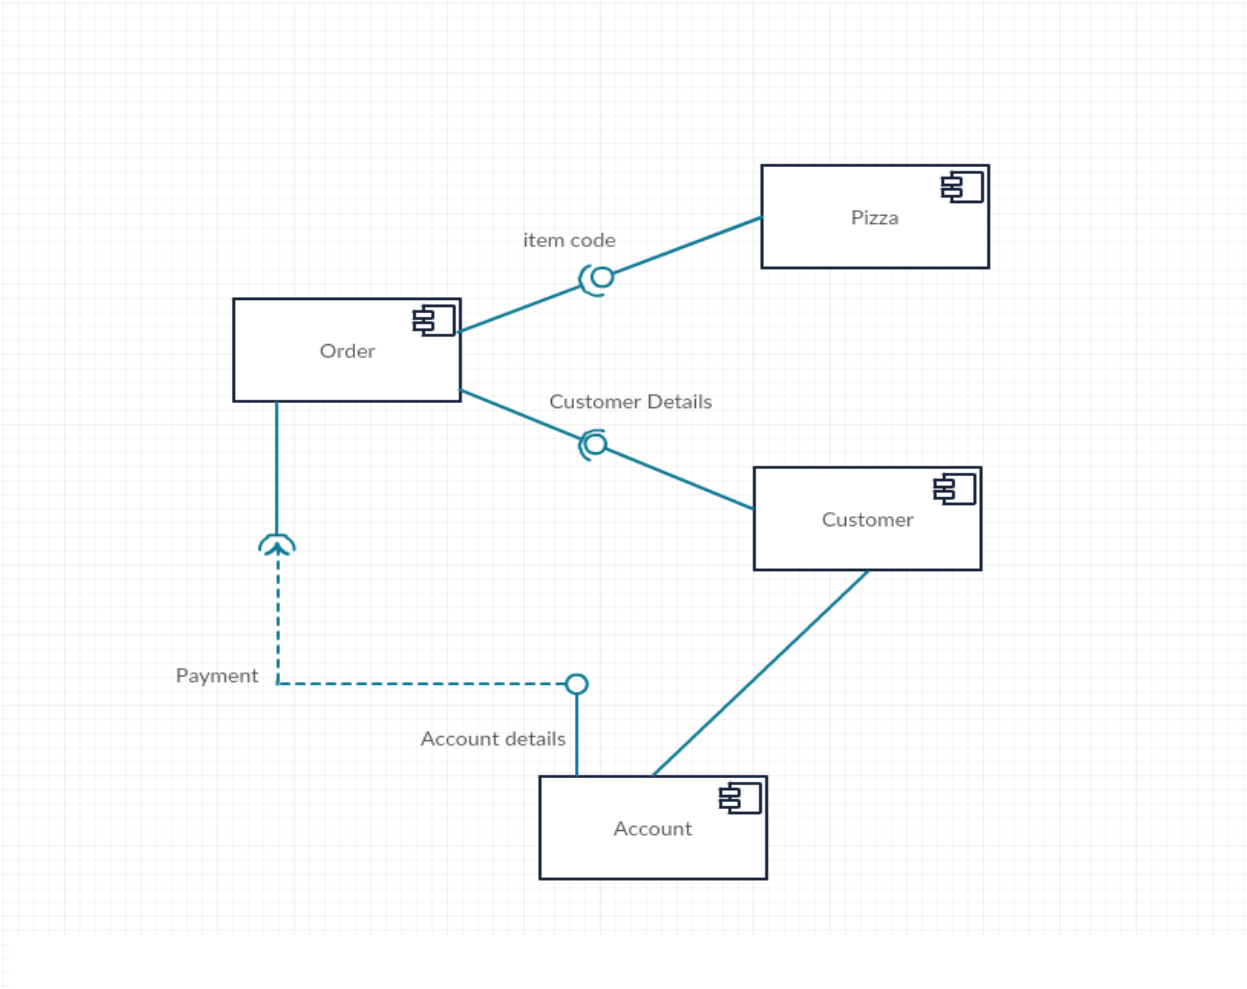 Pizza
item code
Order
Customer Details
Customer
Payment
Account details
Account